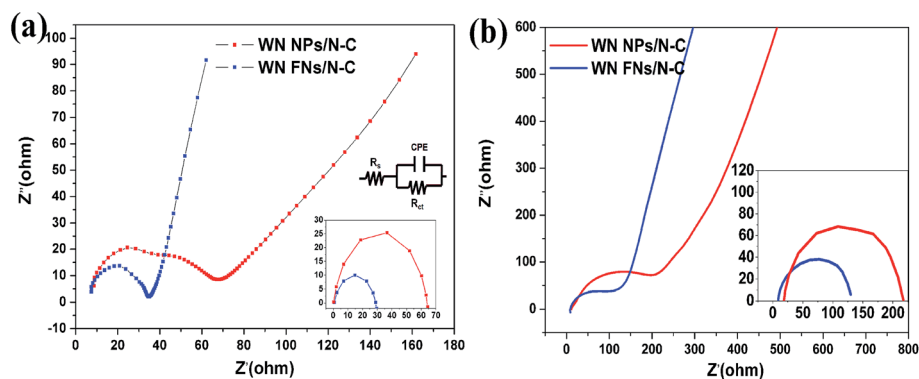 (a)
WN NPs/N-C
WN FNs/N-C
Z''(ohm)
100
90
80
70
60
50
40
30
20
10
0
-10
0 20 40 60 80 100 120 140 160 180
Z'(ohm)
CPE
Rs
Rct
25
20
15
10
5
0
0 10 20 30 40 50 60 70
(b)
WN NPs/N-C
WN FNs/N-C
Z''(ohm)
600
500
400
300
200
100
0
0 100 200 300 400 500 600 700 800
Z'(ohm)
120
100
80
60
40
20
0
0 50 100 150 200